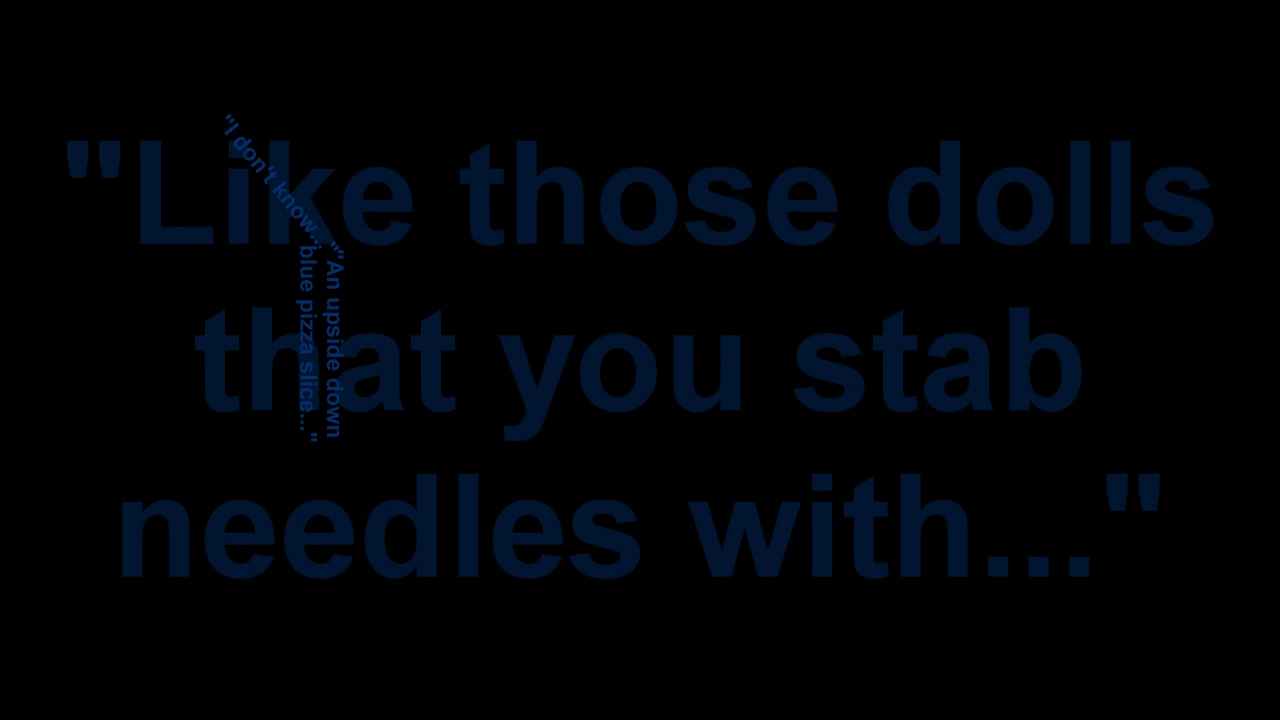 "Like those dolls
that you stab
needles with..."
"I don't know..."
"An upside down
blue pizza slice..."